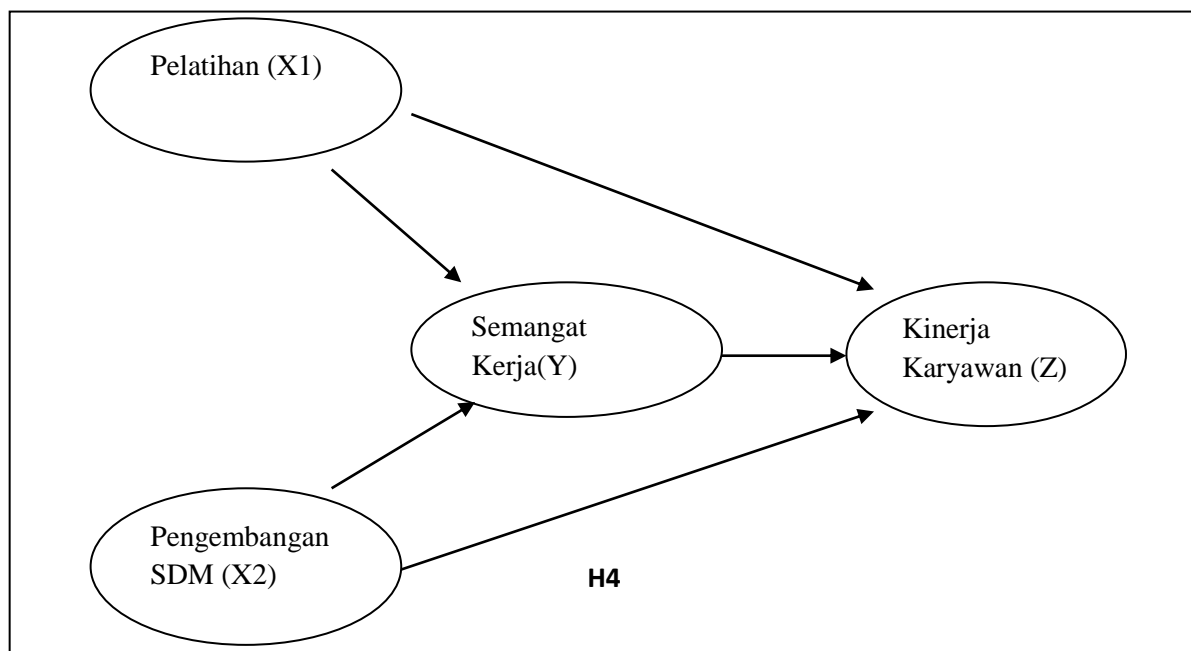 Pelatihan (X1)
Semangat
Kerja(Y)
Kinerja
Karyawan (Z)
Pengembangan
SDM (X2)
H4